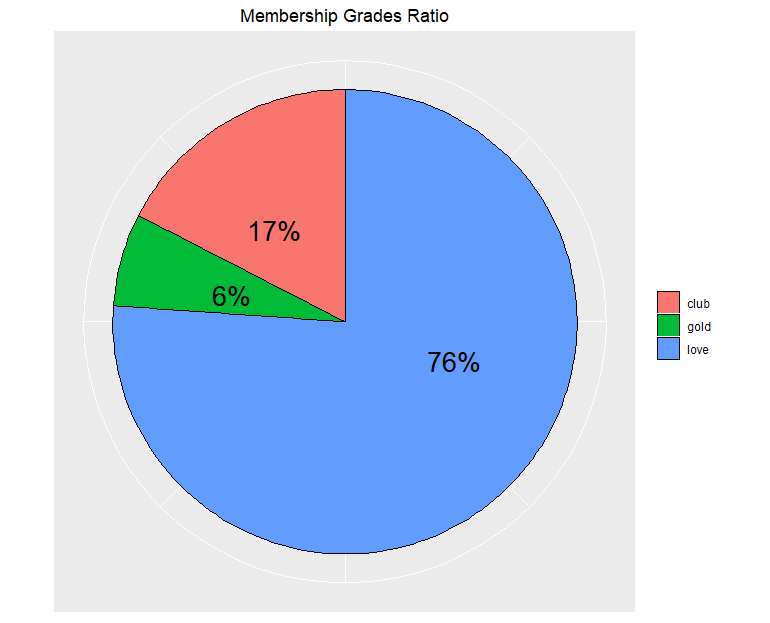 Membership Grades Ratio
17%
6%
76%
club
gold
love